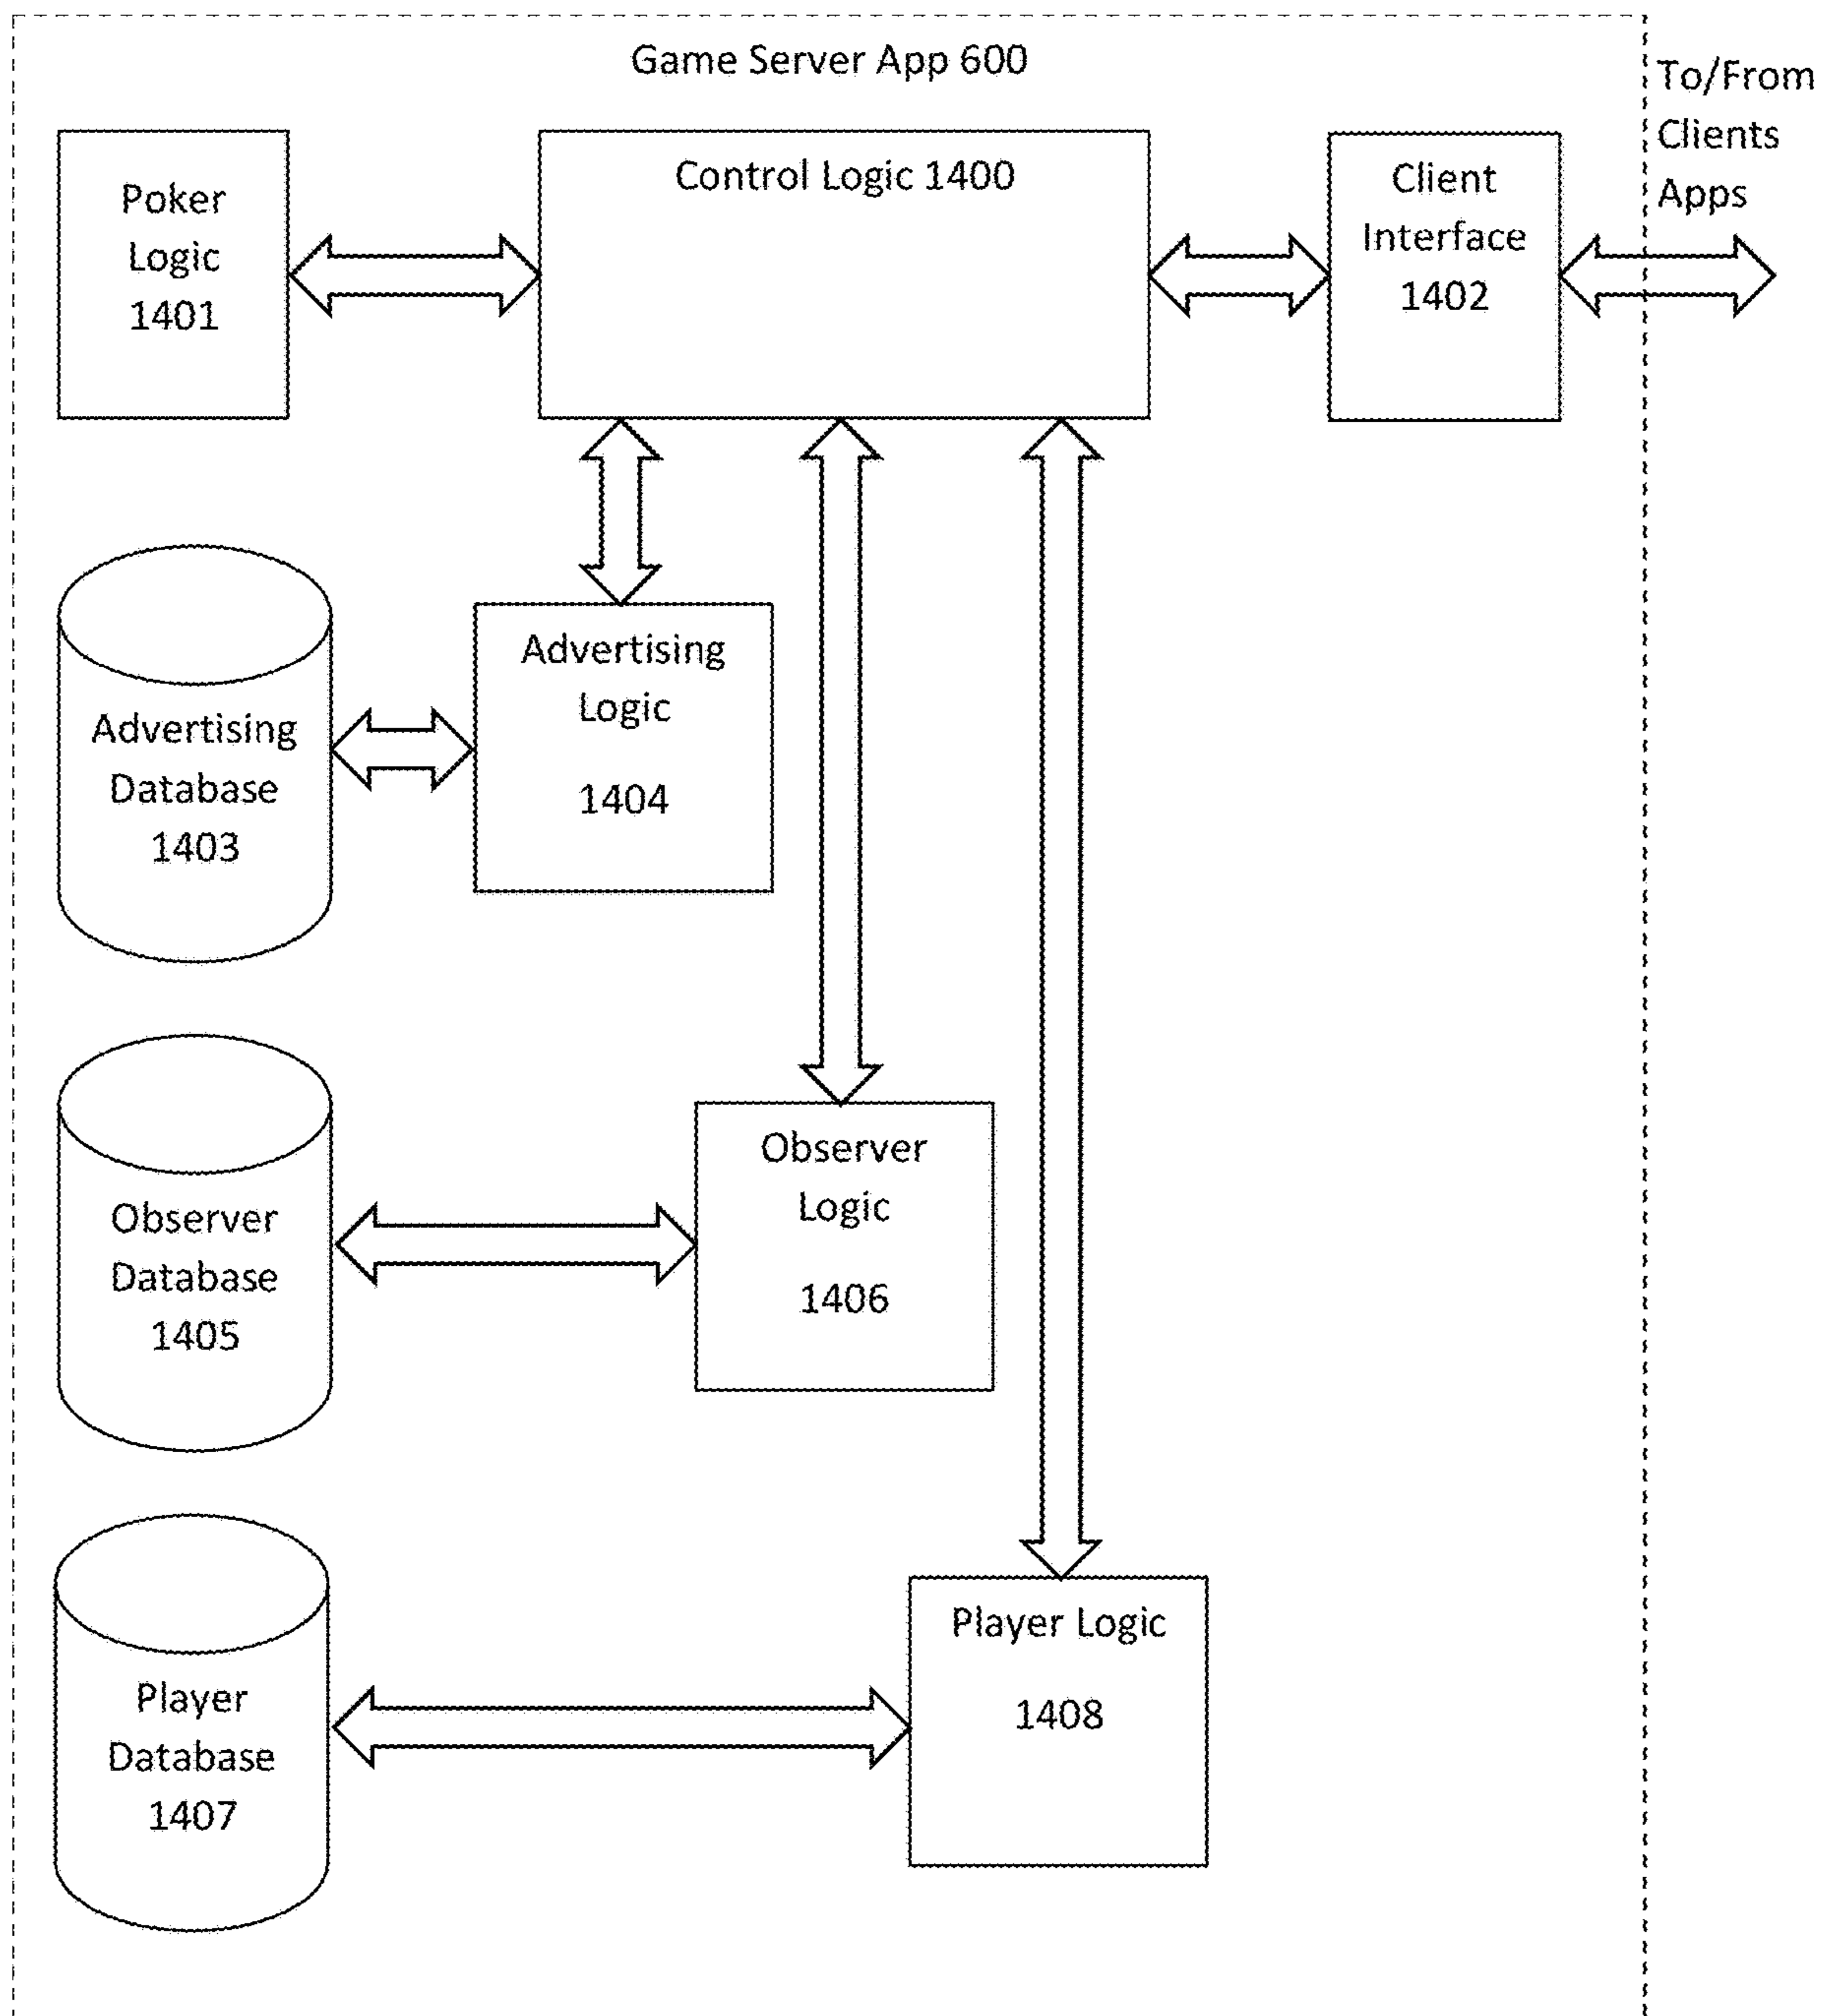 Game Server App 600
To/From
Clients
Apps
Poker
Logic
1401
Control Logic 1400
Client
Interface
1402
Advertising
Database
1403
Advertising
Logic
1404
Observer
Database
1405
Observer
Logic
1406
Player
Database
1407
Player Logic
1408